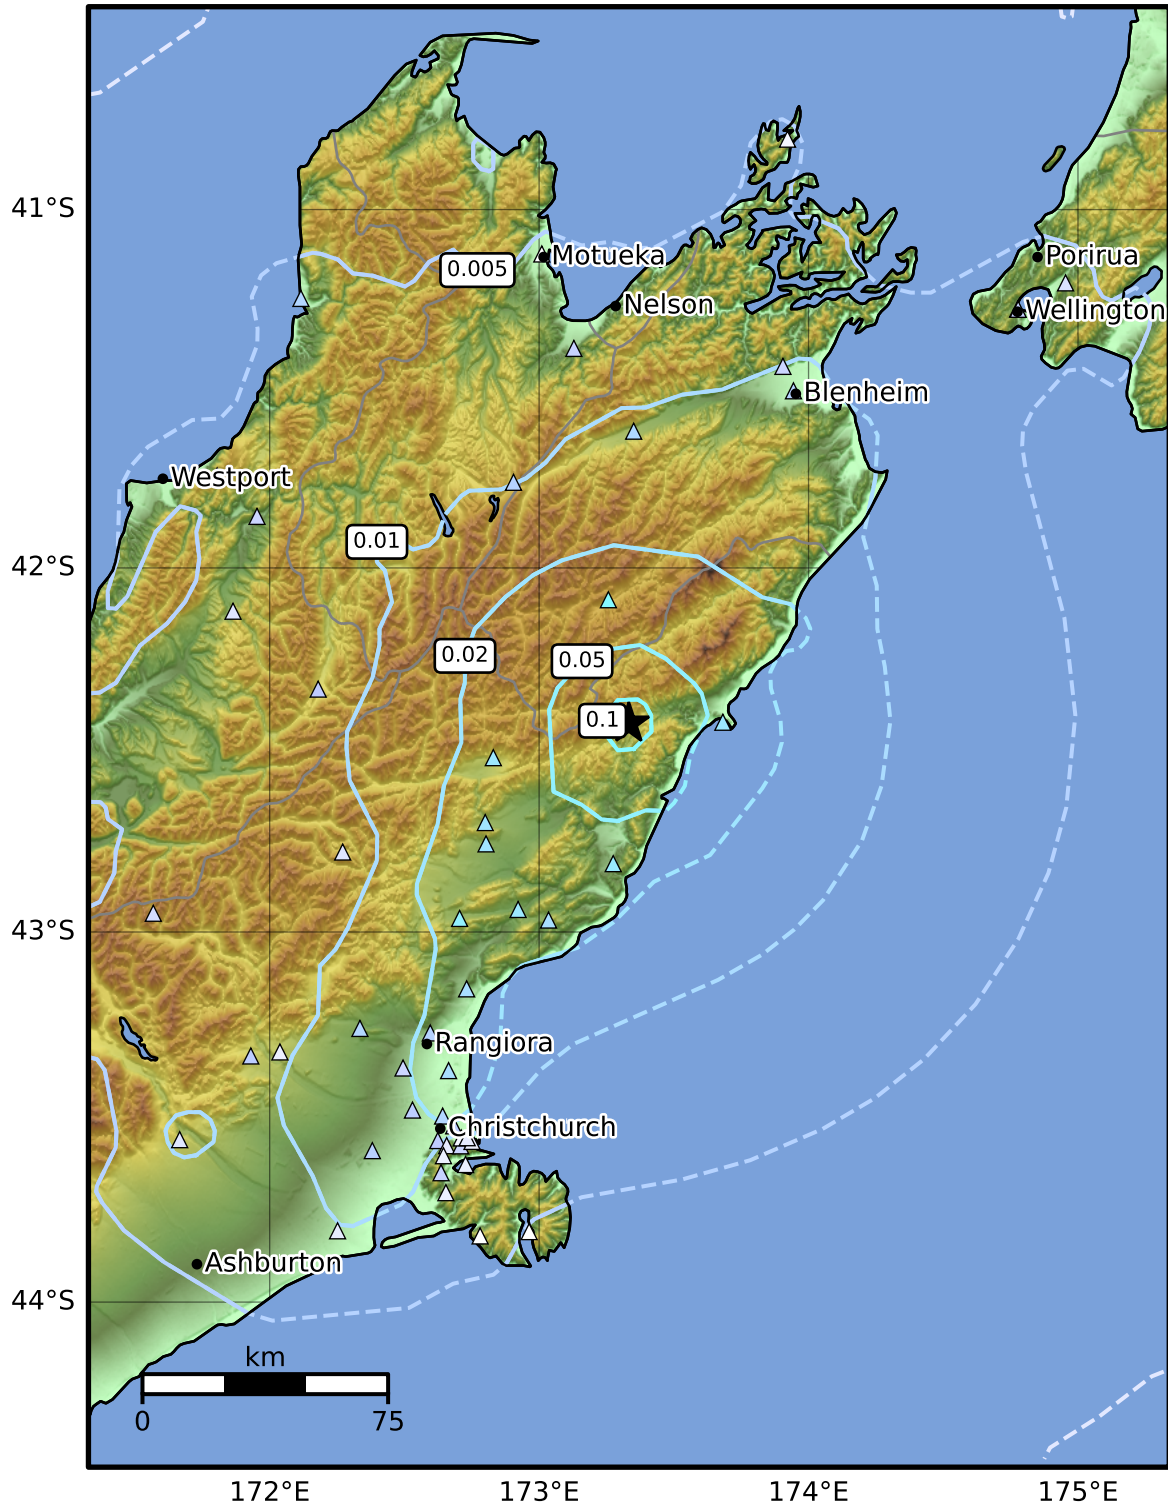 41°S
Motueka
Porirua
0.005
Nelson
Wellington
Blenheim
Westport
0.01
42°S
0.02
0.05
0.1
43°S
Rangiora
Christchurch
Ashburton
44°S
km
0
75
172°E
173°E
174°E
175°E